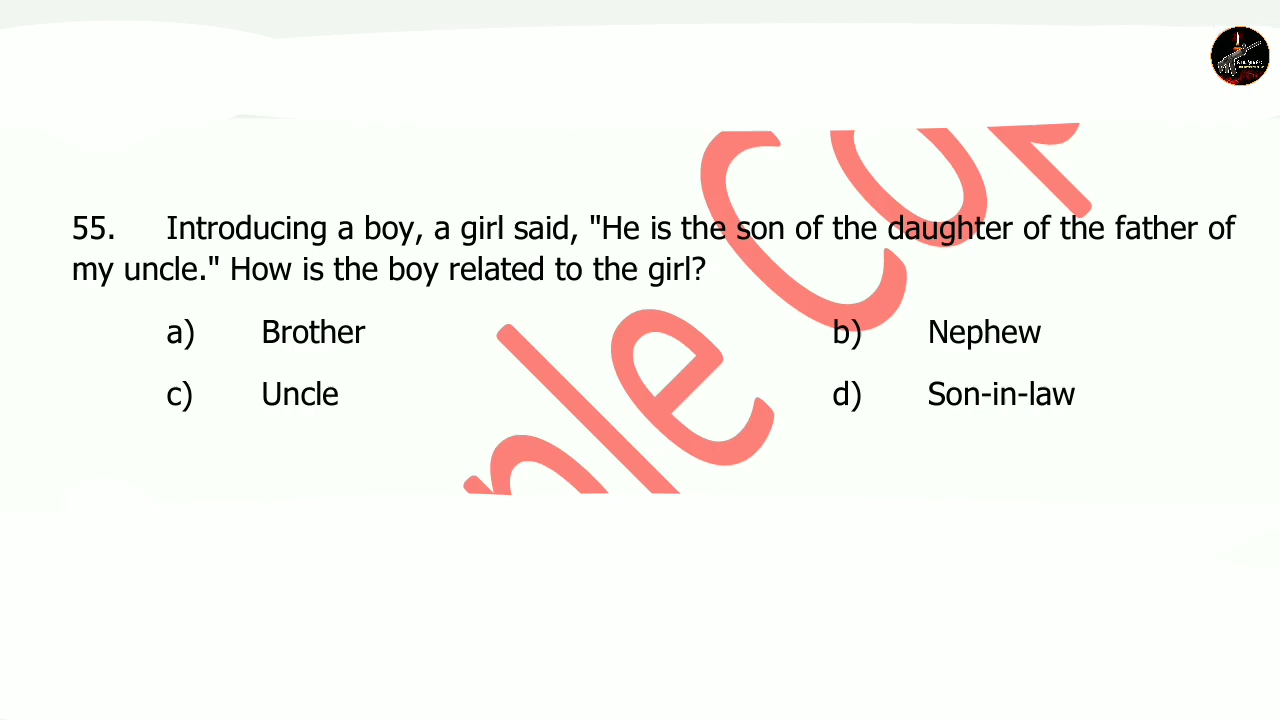 55. Introducing a boy, a girl said, "He is the son of the daughter of the father of
my uncle." How is the boy related to the girl?
a) Brother b) Nephew
c) Uncle d) Son-in-law